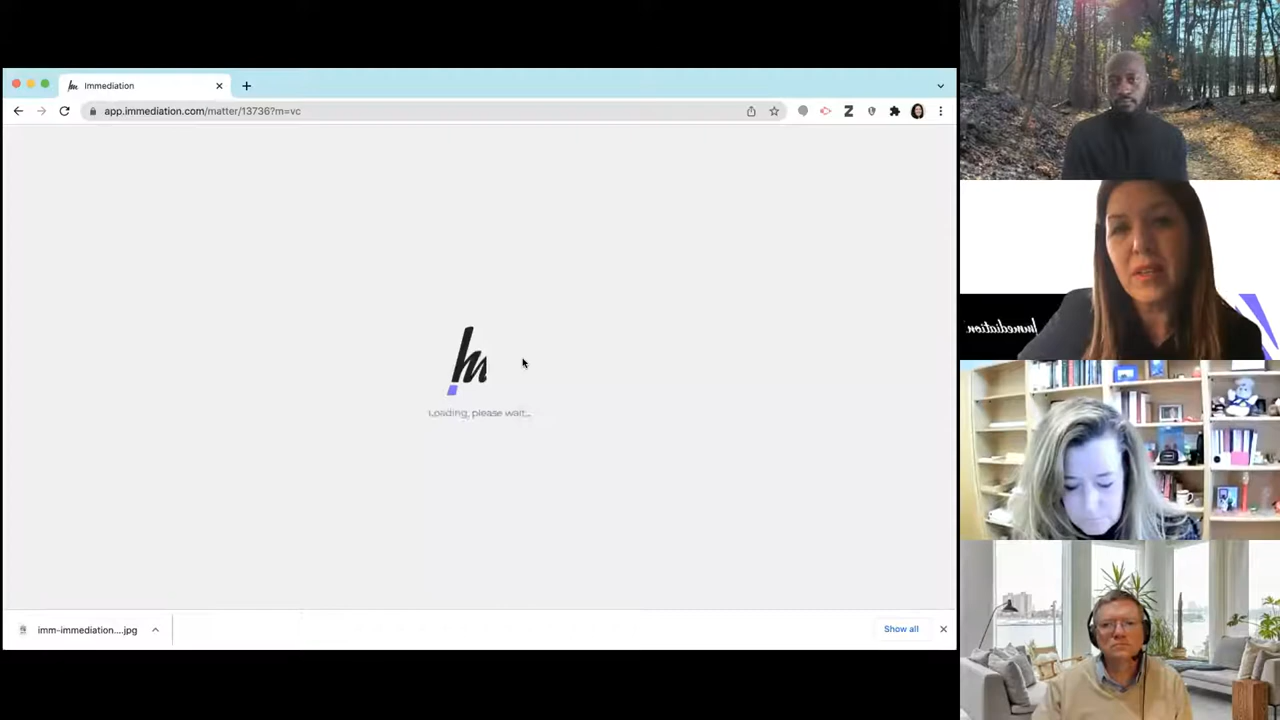 Immediation
app.immediation.com/matter/13736?m=vc
Z
Loading, please wait...
imm-immediation....jpg
Show all
Immediation